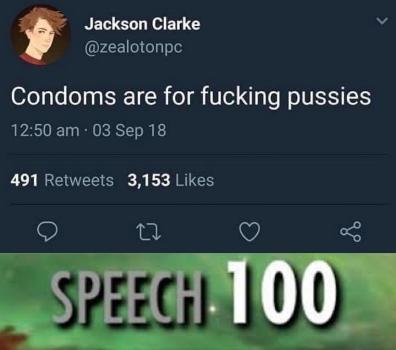 Jackson Clarke
@zealotonpc
Condoms are for fucking pussies
12:50 am · 03 Sep 18
491 Retweets 3,153 Likes
SPEECH 100